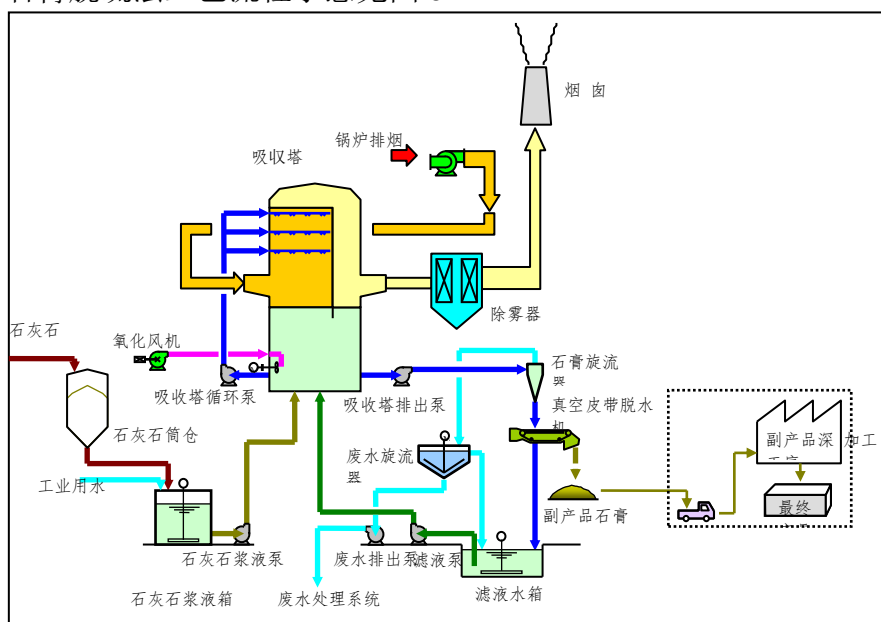 烟 囱
锅炉排烟
吸收塔
除雾器
石灰石
氧化风机
石膏旋流
器
吸收塔循环泵
吸收塔排出泵
真空皮带脱水
机
石灰石筒仓
废水旋流
器
副产品深 加工
工业用水
副产品石膏
最终
石灰石浆液泵
废水排出泵
滤液泵
石灰石浆液箱
废水处理系统
滤液水箱